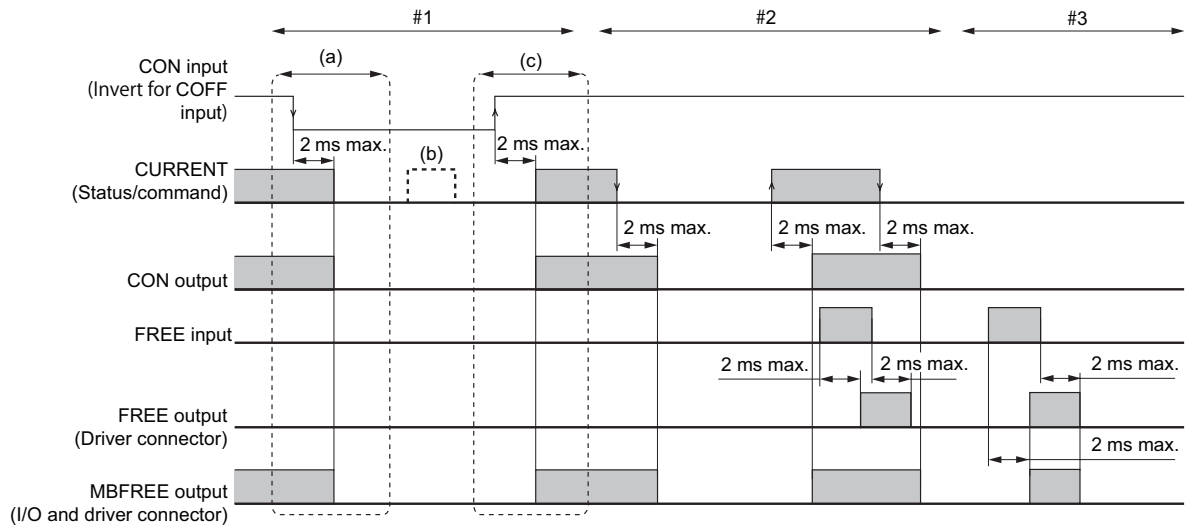 #1
#2
#3
(a)
(c)
CON input
(Invert for COFF
input)
2 ms max.
(b)
2 ms max.
CURRENT
(Status/command)
2 ms max.
2 ms max.
2 ms max.
CON output
FREE input
2 ms max.
2 ms max.
2 ms max.
FREE output
(Driver connector)
2 ms max.
MBFREE output
(I/O and driver connector)